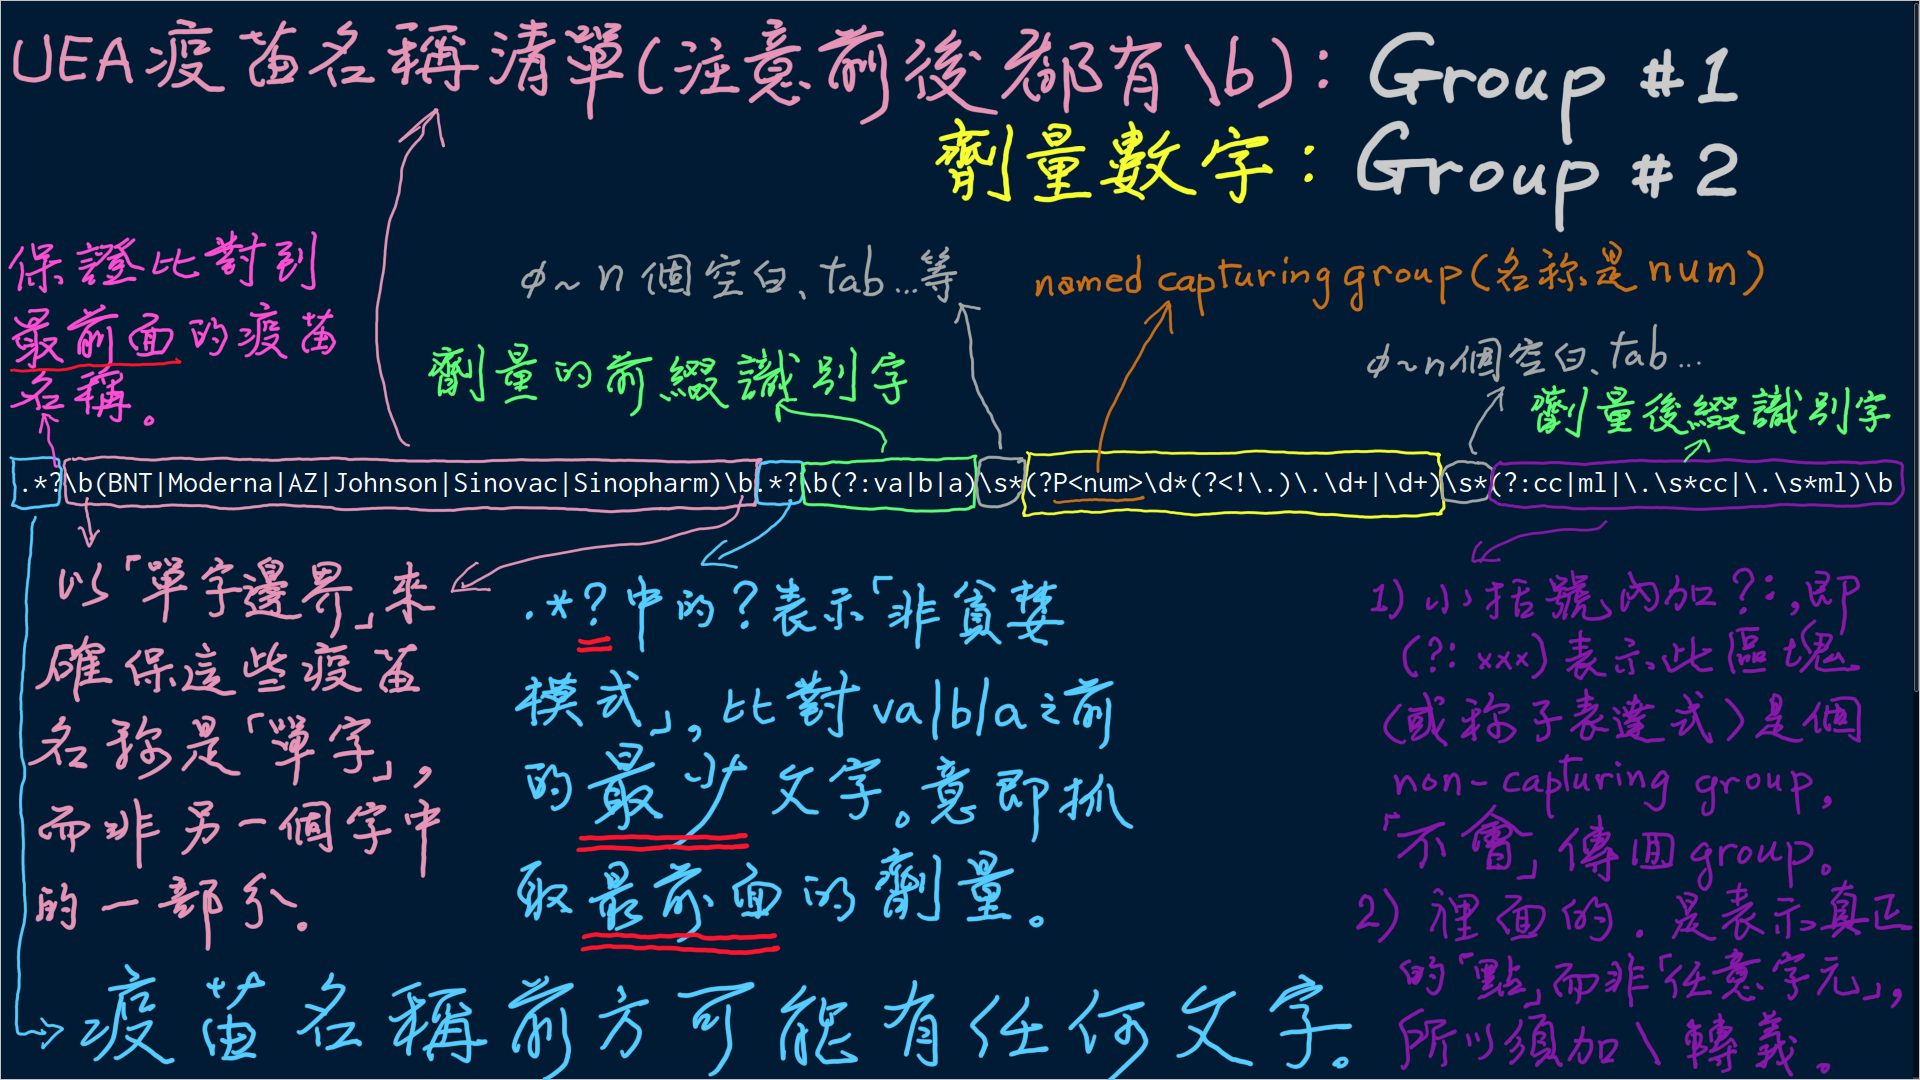 UEA疫苗名稱清單(注意前後都有\b): Group #1
劑量數字: Group #2
保證比對到
最前面的疫苗
名稱。
∅~n個空白、tab...等
named capturing group(名称是num)
劑量的前綴識別字
∅~n個空白、tab...
劑量後綴識別字
.*?\b(BNT|Moderna|AZ|Johnson|Sinovac|Sinopharm)\b.*?\b(?:va|b|a)\s*(?P<num>\d*(?<!\.)\.\d+|\d+)\s*(?:cc|ml|\.\s*cc|\.\s*ml)\b
以「單字邊界」來
確保這些疫苗
名称是「單字」,
而非另一個字中
的一部分.
.*?中的?表示「非貪婪
模式」, 比對va|b|a之前
的最少文字。意即抓
取最前面的劑量。
1) 小括號內加?:,即
(?:xxx)表示此區塊
(或称子表達式)是個
non-capturing group,
「不會」傳回group。
2) 裡面的.是表示真正
的「點」而非「任意字元」,
所以須加\轉義。
疫苗名稱前方可能有任何文字。